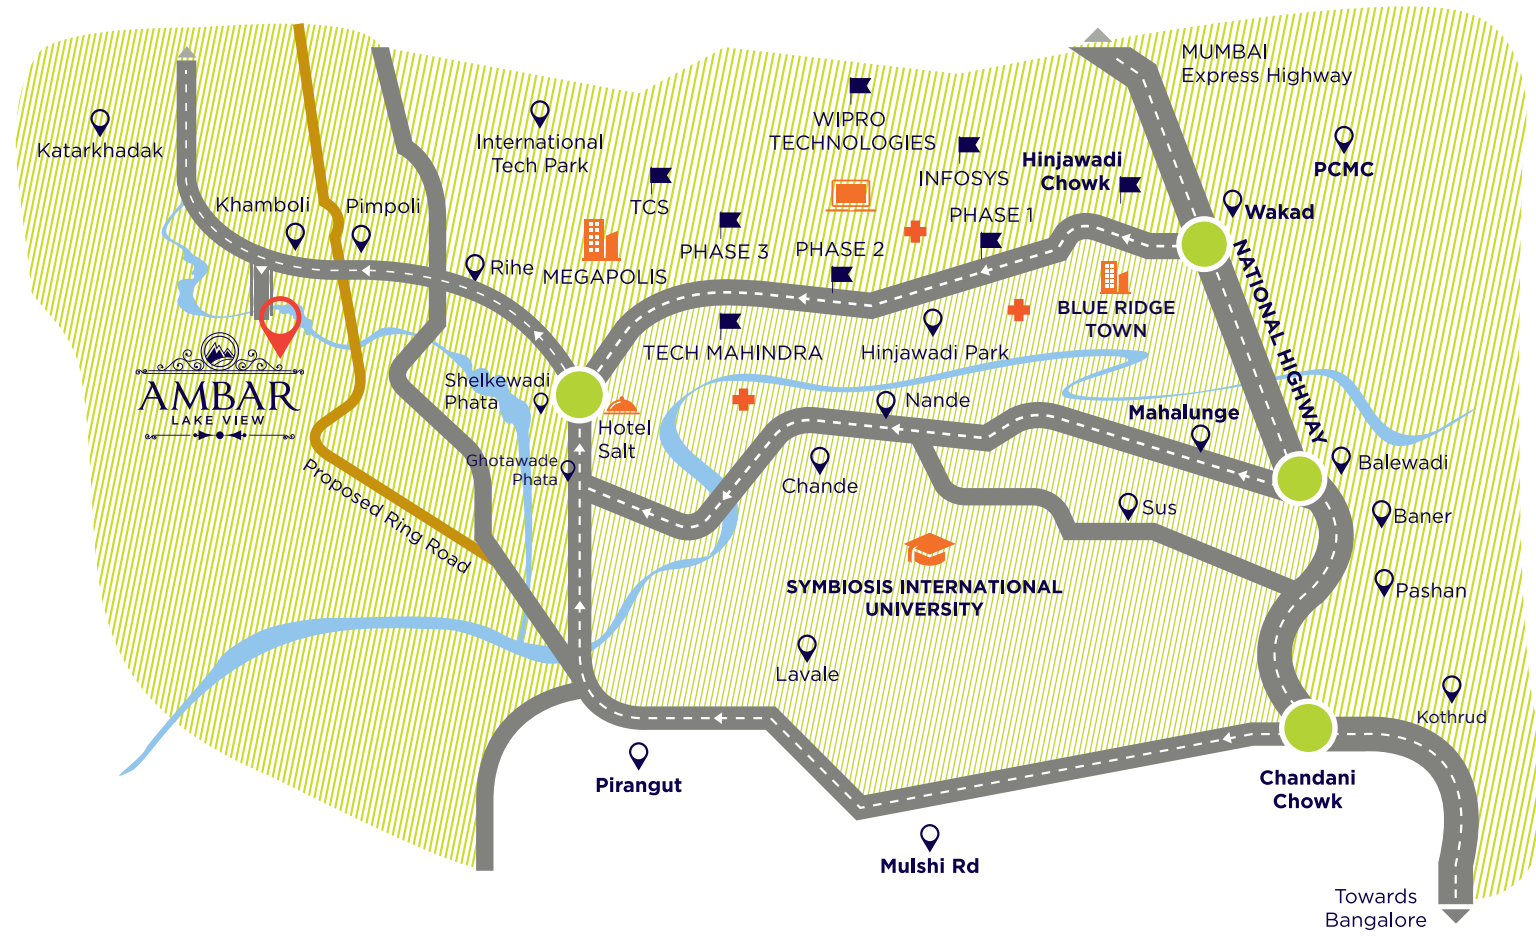 MUMBAI
Express Highway
WIPRO
TECHNOLOGIES
Katarkhadak
International
Tech Park
INFOSYS
Hinjawadi
Chowk
PCMC
TCS
Khamboli
Pimpoli
PHASE 1
Wakad
PHASE 3
PHASE 2
Rihe
MEGAPOLIS
NATIONAL HIGHWAY
BLUE RIDGE
TOWN
TECH MAHINDRA
Hinjawadi Park
AMBAR
LAKE VIEW
Shelkewadi
Phata
Nande
Mahalunge
Hotel
Salt
Ghotawade
Phata
Chande
Balewadi
Proposed Ring Road
Sus
Baner
SYMBIOSIS INTERNATIONAL
UNIVERSITY
Pashan
Lavale
Kothrud
Pirangut
Chandani
Chowk
Mulshi Rd
Towards
Bangalore